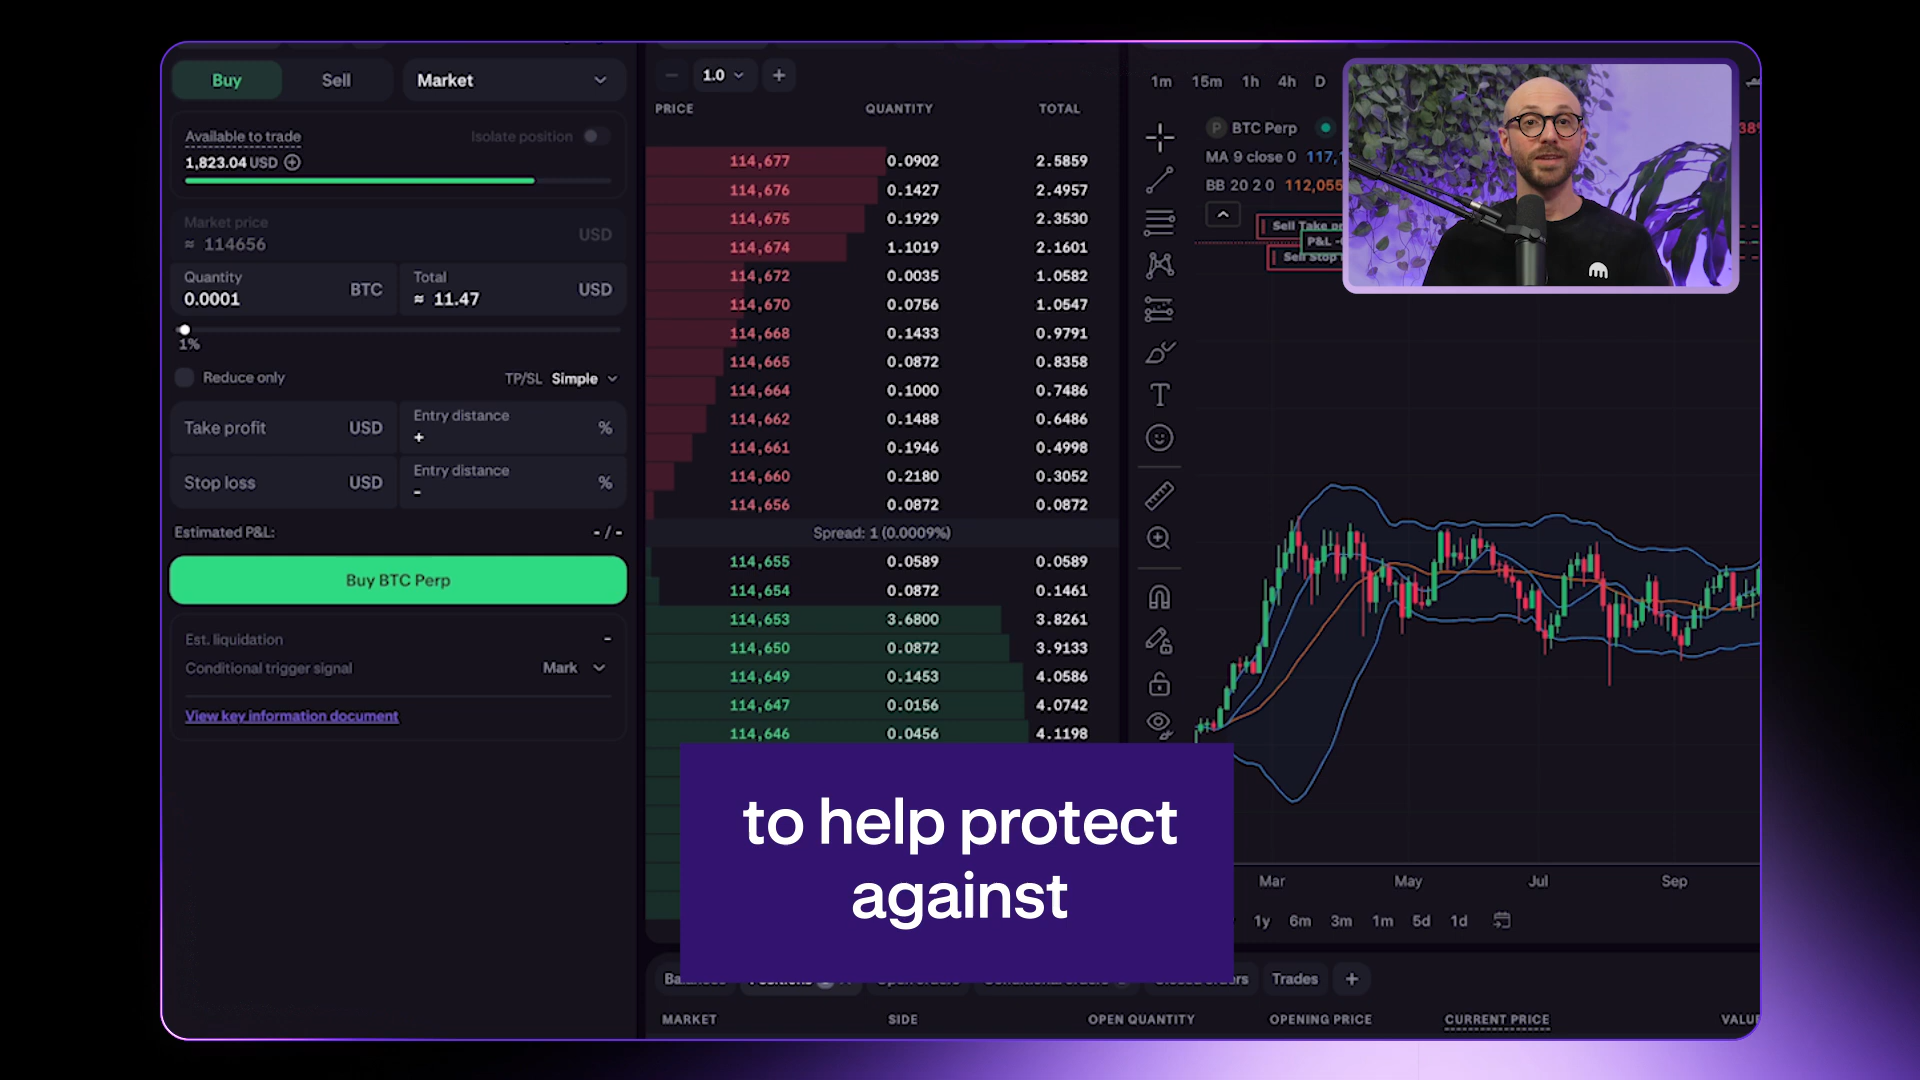 Buy Sell Market
Available to trade Isolate position
1,823.04 USD
Market price
≈ 114656 USD
Quantity
0.0001 BTC
Total
≈ 11.47 USD
1%
Reduce only TP/SL Simple
Take profit USD Entry distance + %
Stop loss USD Entry distance - %
Estimated P&L: - / -
Buy BTC Perp
Est. liquidation -
Conditional trigger signal Mark
View key information document
1.0
PRICE QUANTITY TOTAL
114,677 0.0902 2.5859
114,676 0.1427 2.4957
114,675 0.1929 2.3530
114,674 1.1019 2.1601
114,672 0.0035 1.0582
114,670 0.0756 1.0547
114,668 0.1433 0.9791
114,665 0.0872 0.8358
114,664 0.1000 0.7486
114,662 0.1488 0.6486
114,661 0.1946 0.4998
114,660 0.2180 0.3052
114,656 0.0872 0.0872
Spread: 1 (0.0009%)
114,655 0.0589 0.0589
114,654 0.0872 0.1461
114,653 3.6800 3.8261
114,650 0.0872 3.9133
114,649 0.1453 4.0586
114,647 0.0156 4.0742
114,646 0.0456 4.1198
1m 15m 1h 4h D
P BTC Perp
MA 9 close 0 117,1
BB 20 2 0 112,055
Sell Take
P&L
Sell Stop
38%
Mar May Jul Sep
1y 6m 3m 1m 5d 1d
to help protect
against
Trades +
MARKET SIDE OPEN QUANTITY OPENING PRICE CURRENT PRICE